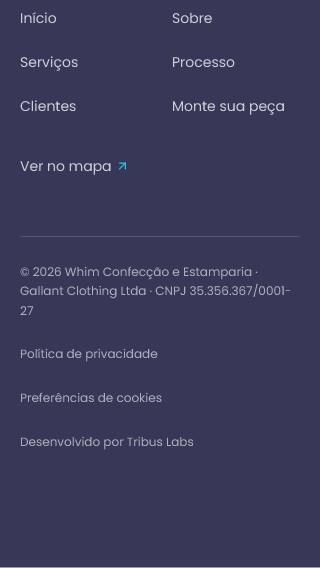 Início
Sobre
Serviços
Processo
Clientes
Monte sua peça
Ver no mapa
© 2026 Whim Confecção e Estamparia ·
Gallant Clothing Ltda · CNPJ 35.356.367/0001-
27
Política de privacidade
Preferências de cookies
Desenvolvido por Tribus Labs